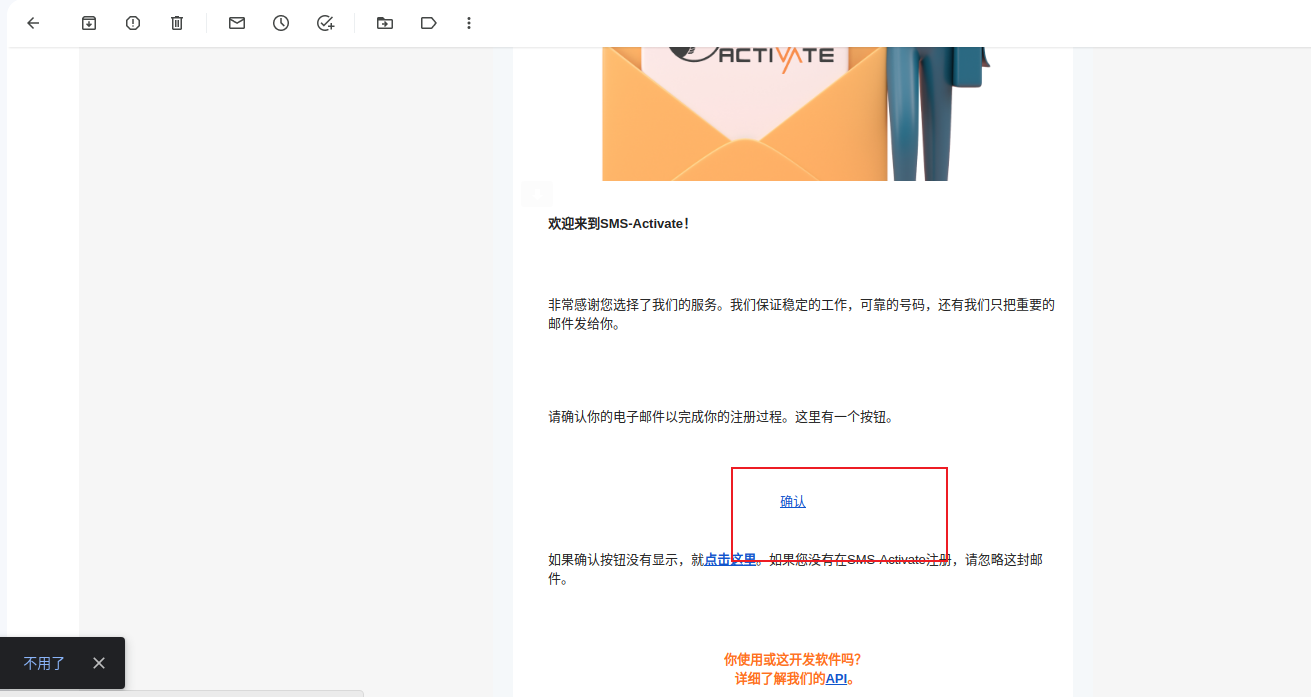 ACTIVATE
欢迎来到SMS-Activate！
非常感谢您选择了我们的服务。我们保证稳定的工作，可靠的号码，还有我们只把重要的
邮件发给你。
请确认你的电子邮件以完成你的注册过程。这里有一个按钮。
确认
如果确认按钮没有显示，就点击这里。如果您没有在SMS-Activate注册，请忽略这封邮
件。
你使用或这开发软件吗？
详细了解我们的API。
不用了